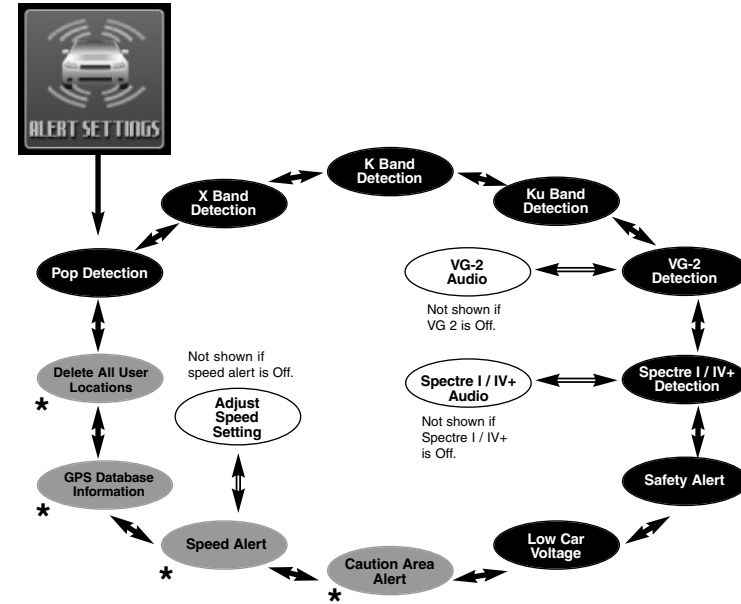 ALERT SETTINGS
K Band
Detection
X Band
Detection
Ku Band
Detection
Pop Detection
VG-2
Audio
VG-2
Detection
Not shown if
VG 2 is Off.
Not shown if
speed alert is Off.
Delete All User
Locations
*
Spectre I / IV+
Audio
Spectre I / IV+
Detection
Adjust
Speed
Setting
Not shown if
Spectre I / IV+
is Off.
GPS Database
Information
*
Safety Alert
Speed Alert
*
Low Car
Voltage
Caution Area
Alert
*